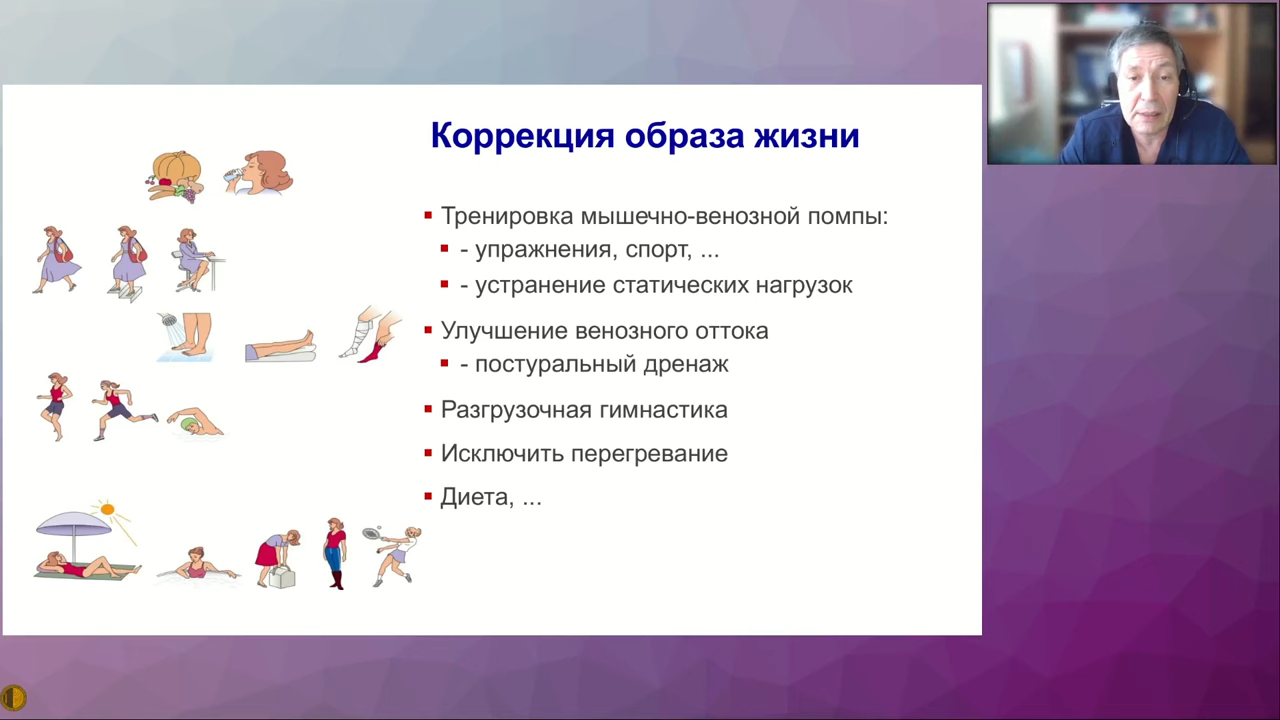 Коррекция образа жизни
Тренировка мышечно-венозной помпы:
- упражнения, спорт, ...
- устранение статических нагрузок
Улучшение венозного оттока
- постуральный дренаж
Разгрузочная гимнастика
Исключить перегревание
Диета, ...